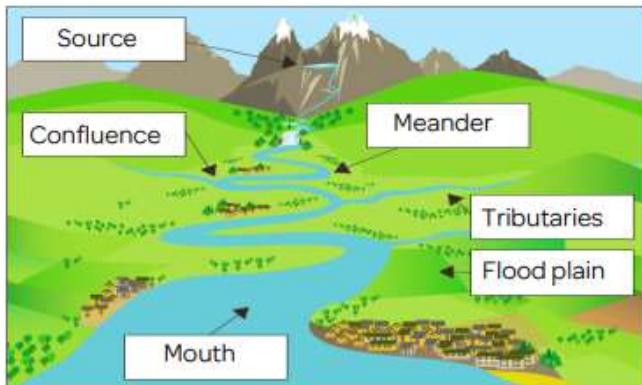 Source
Confluence
Meander
Tributaries
Flood plain
Mouth